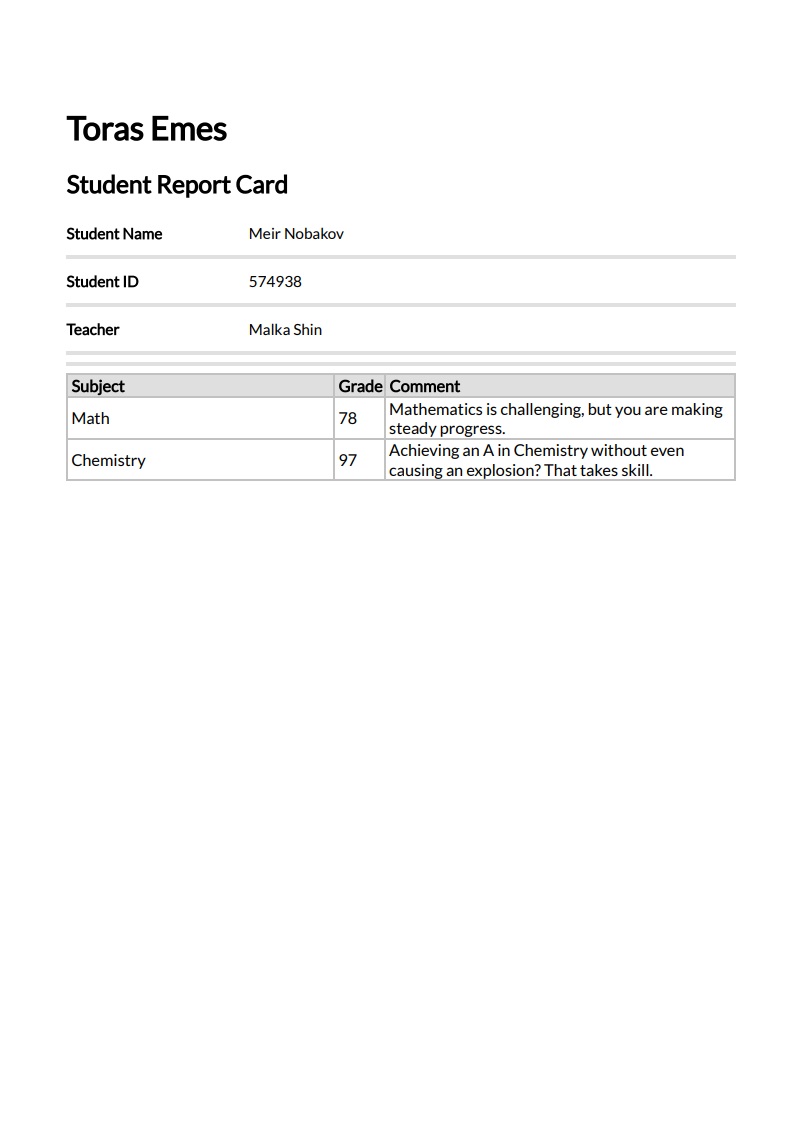 Toras Emes
Student Report Card
Student Name Meir Nobakov
Student ID 574938
Teacher Malka Shin
Subject Grade Comment
Math 78 Mathematics is challenging, but you are making
steady progress.
Chemistry 97 Achieving an A in Chemistry without even
causing an explosion? That takes skill.